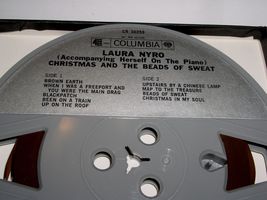 COLUMBIA
LAURA NYRO
(Accompanying Herself On The Piano)
CHRISTMAS AND THE BEADS OF SWEAT
SIDE 1
BROWN EARTH
WHEN I WAS A FREEPORT AND
YOU WERE THE MAIN DRAG
BLACKPATCH
BEEN ON A TRAIN
UP ON THE ROOF
SIDE 2
UPSTAIRS BY A CHINESE LAMP
MAP TO THE TREASURE
BEADS OF SWEAT
CHRISTMAS IN MY SOUL